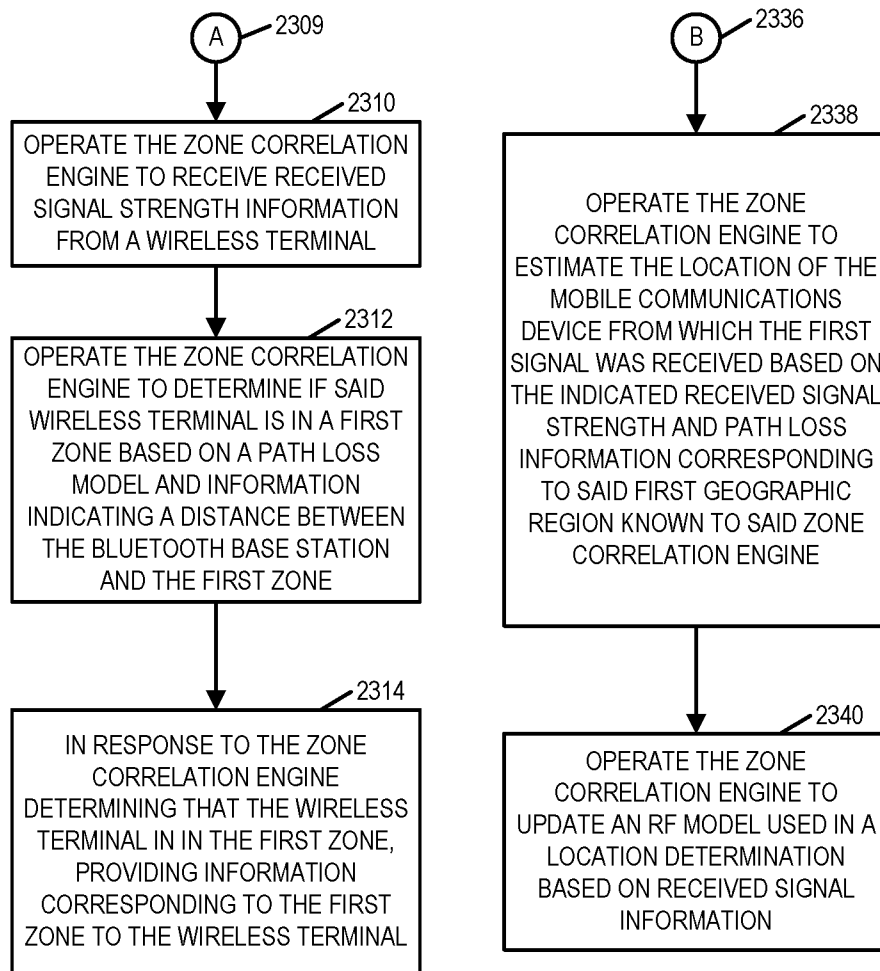 A
2309
2310
OPERATE THE ZONE CORRELATION
ENGINE TO RECEIVE RECEIVED
SIGNAL STRENGTH INFORMATION
FROM A WIRELESS TERMINAL
2312
OPERATE THE ZONE CORRELATION
ENGINE TO DETERMINE IF SAID
WIRELESS TERMINAL IS IN A FIRST
ZONE BASED ON A PATH LOSS
MODEL AND INFORMATION
INDICATING A DISTANCE BETWEEN
THE BLUETOOTH BASE STATION
AND THE FIRST ZONE
2314
IN RESPONSE TO THE ZONE
CORRELATION ENGINE
DETERMINING THAT THE WIRELESS
TERMINAL IN IN THE FIRST ZONE,
PROVIDING INFORMATION
CORRESPONDING TO THE FIRST
ZONE TO THE WIRELESS TERMINAL
B
2336
2338
OPERATE THE ZONE
CORRELATION ENGINE TO
ESTIMATE THE LOCATION OF THE
MOBILE COMMUNICATIONS
DEVICE FROM WHICH THE FIRST
SIGNAL WAS RECEIVED BASED ON
THE INDICATED RECEIVED SIGNAL
STRENGTH AND PATH LOSS
INFORMATION CORRESPONDING
TO SAID FIRST GEOGRAPHIC
REGION KNOWN TO SAID ZONE
CORRELATION ENGINE
2340
OPERATE THE ZONE
CORRELATION ENGINE TO
UPDATE AN RF MODEL USED IN A
LOCATION DETERMINATION
BASED ON RECEIVED SIGNAL
INFORMATION